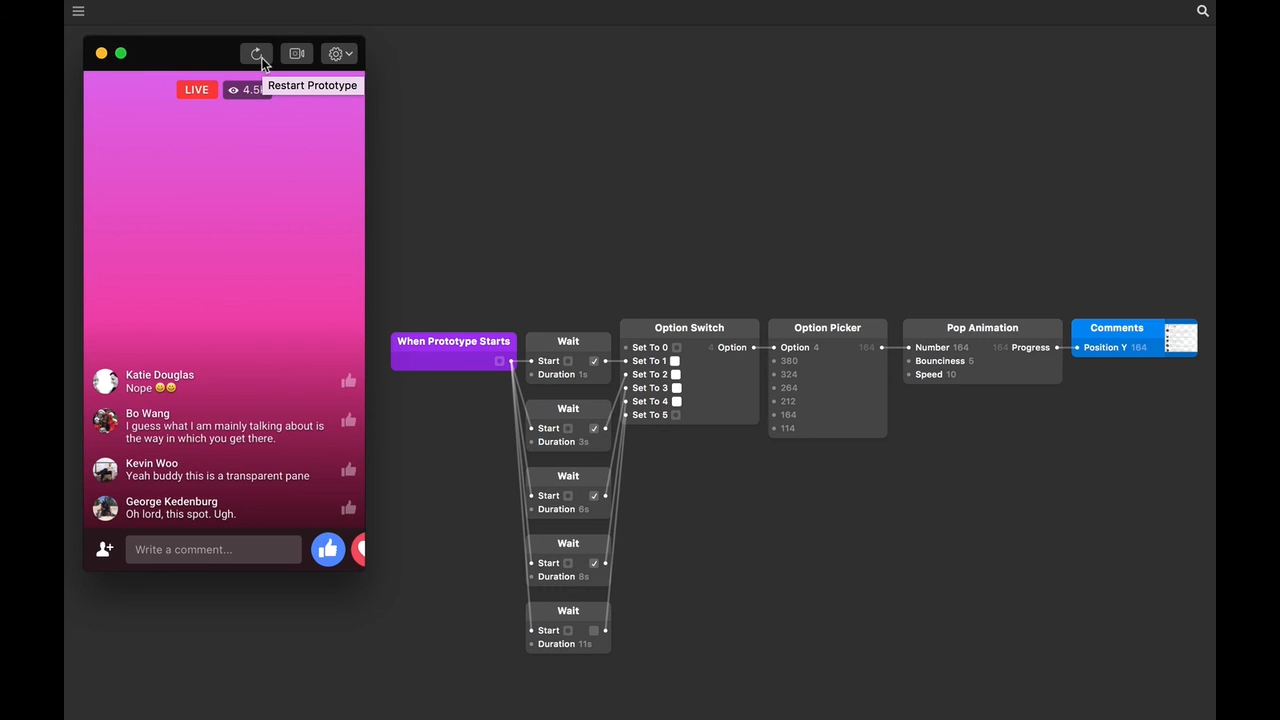 Restart Prototype
LIVE
4.5
Katie Douglas
Nope 😄😄
Bo Wang
I guess what I am mainly talking about is
the way in which you get there.
Kevin Woo
Yeah buddy this is a transparent pane
George Kedenburg
Oh lord, this spot. Ugh.
Write a comment...
When Prototype Starts
Wait
Start
Duration 1s
Wait
Start
Duration 3s
Wait
Start
Duration 6s
Wait
Start
Duration 8s
Wait
Start
Duration 11s
Option Switch
Set To 0 4 Option
Set To 1
Set To 2
Set To 3
Set To 4
Set To 5
Option Picker
Option 4 164
380
324
264
212
164
114
Pop Animation
Number 164 164 Progress
Bounciness 5
Speed 10
Comments
Position Y 164